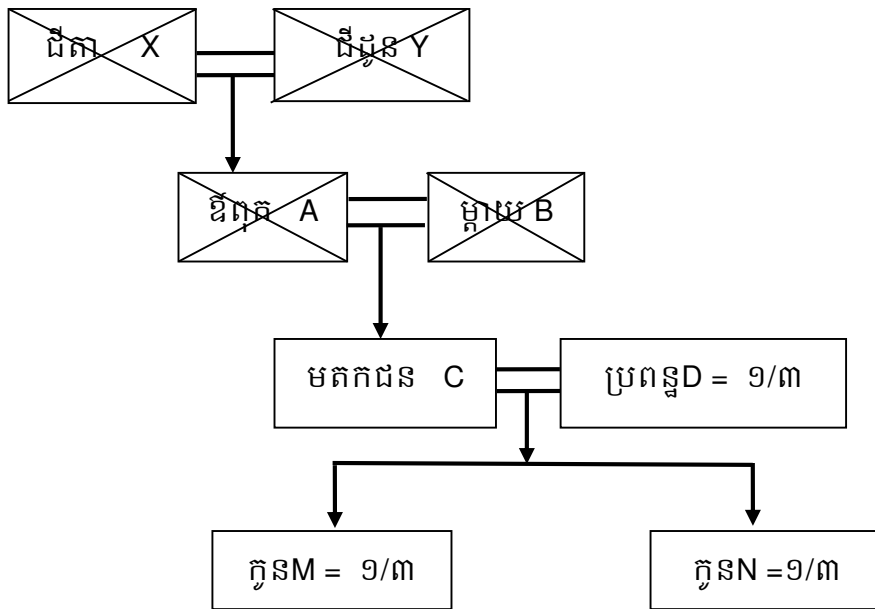 ជីតា X ជីដូន Y
ឪពុក A ម្តាយ B
មតកជន C ប្រពន្ធD = ១/៣
កូនM = ១/៣ កូនN =១/៣